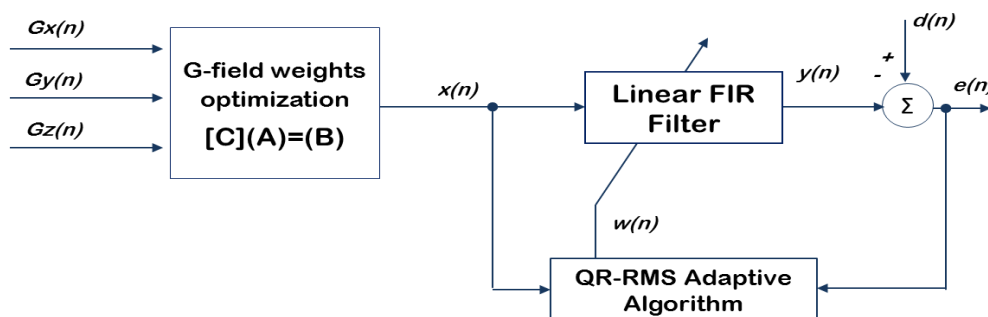 Gx(n)
Gy(n)
Gz(n)
G-field weights
optimization
[C](A)=(B)
x(n)
Linear FIR
Filter
y(n)
d(n)
+
-
Σ
e(n)
w(n)
QR-RMS Adaptive
Algorithm